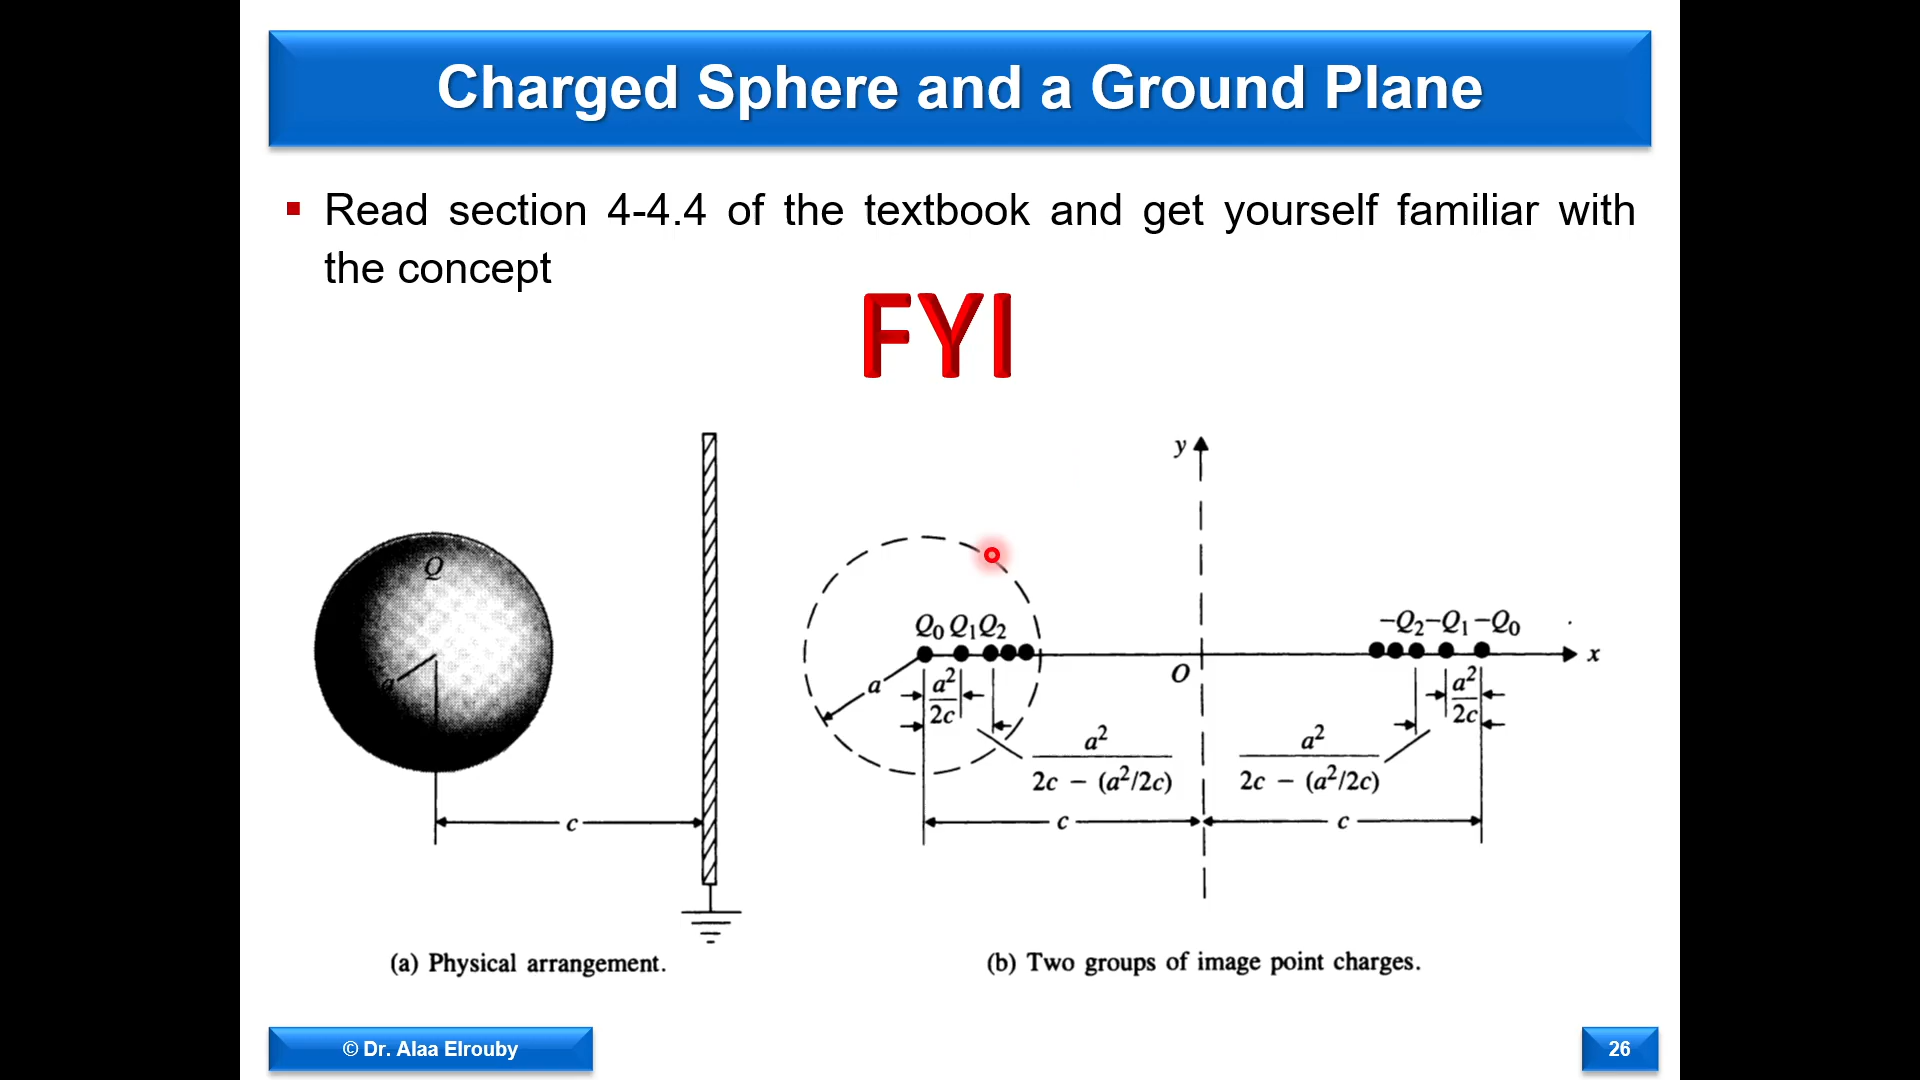 Charged Sphere and a Ground Plane
Read section 4-4.4 of the textbook and get yourself familiar with
the concept
FYI
Q
a
c
(a) Physical arrangement.
y
Q₀ Q₁ Q₂
-Q₂ -Q₁ -Q₀
x
O
a
a²/2c
a²/2c
a²
2c − (a²/2c)
a²
2c − (a²/2c)
c
c
(b) Two groups of image point charges.
© Dr. Alaa Elrouby
26